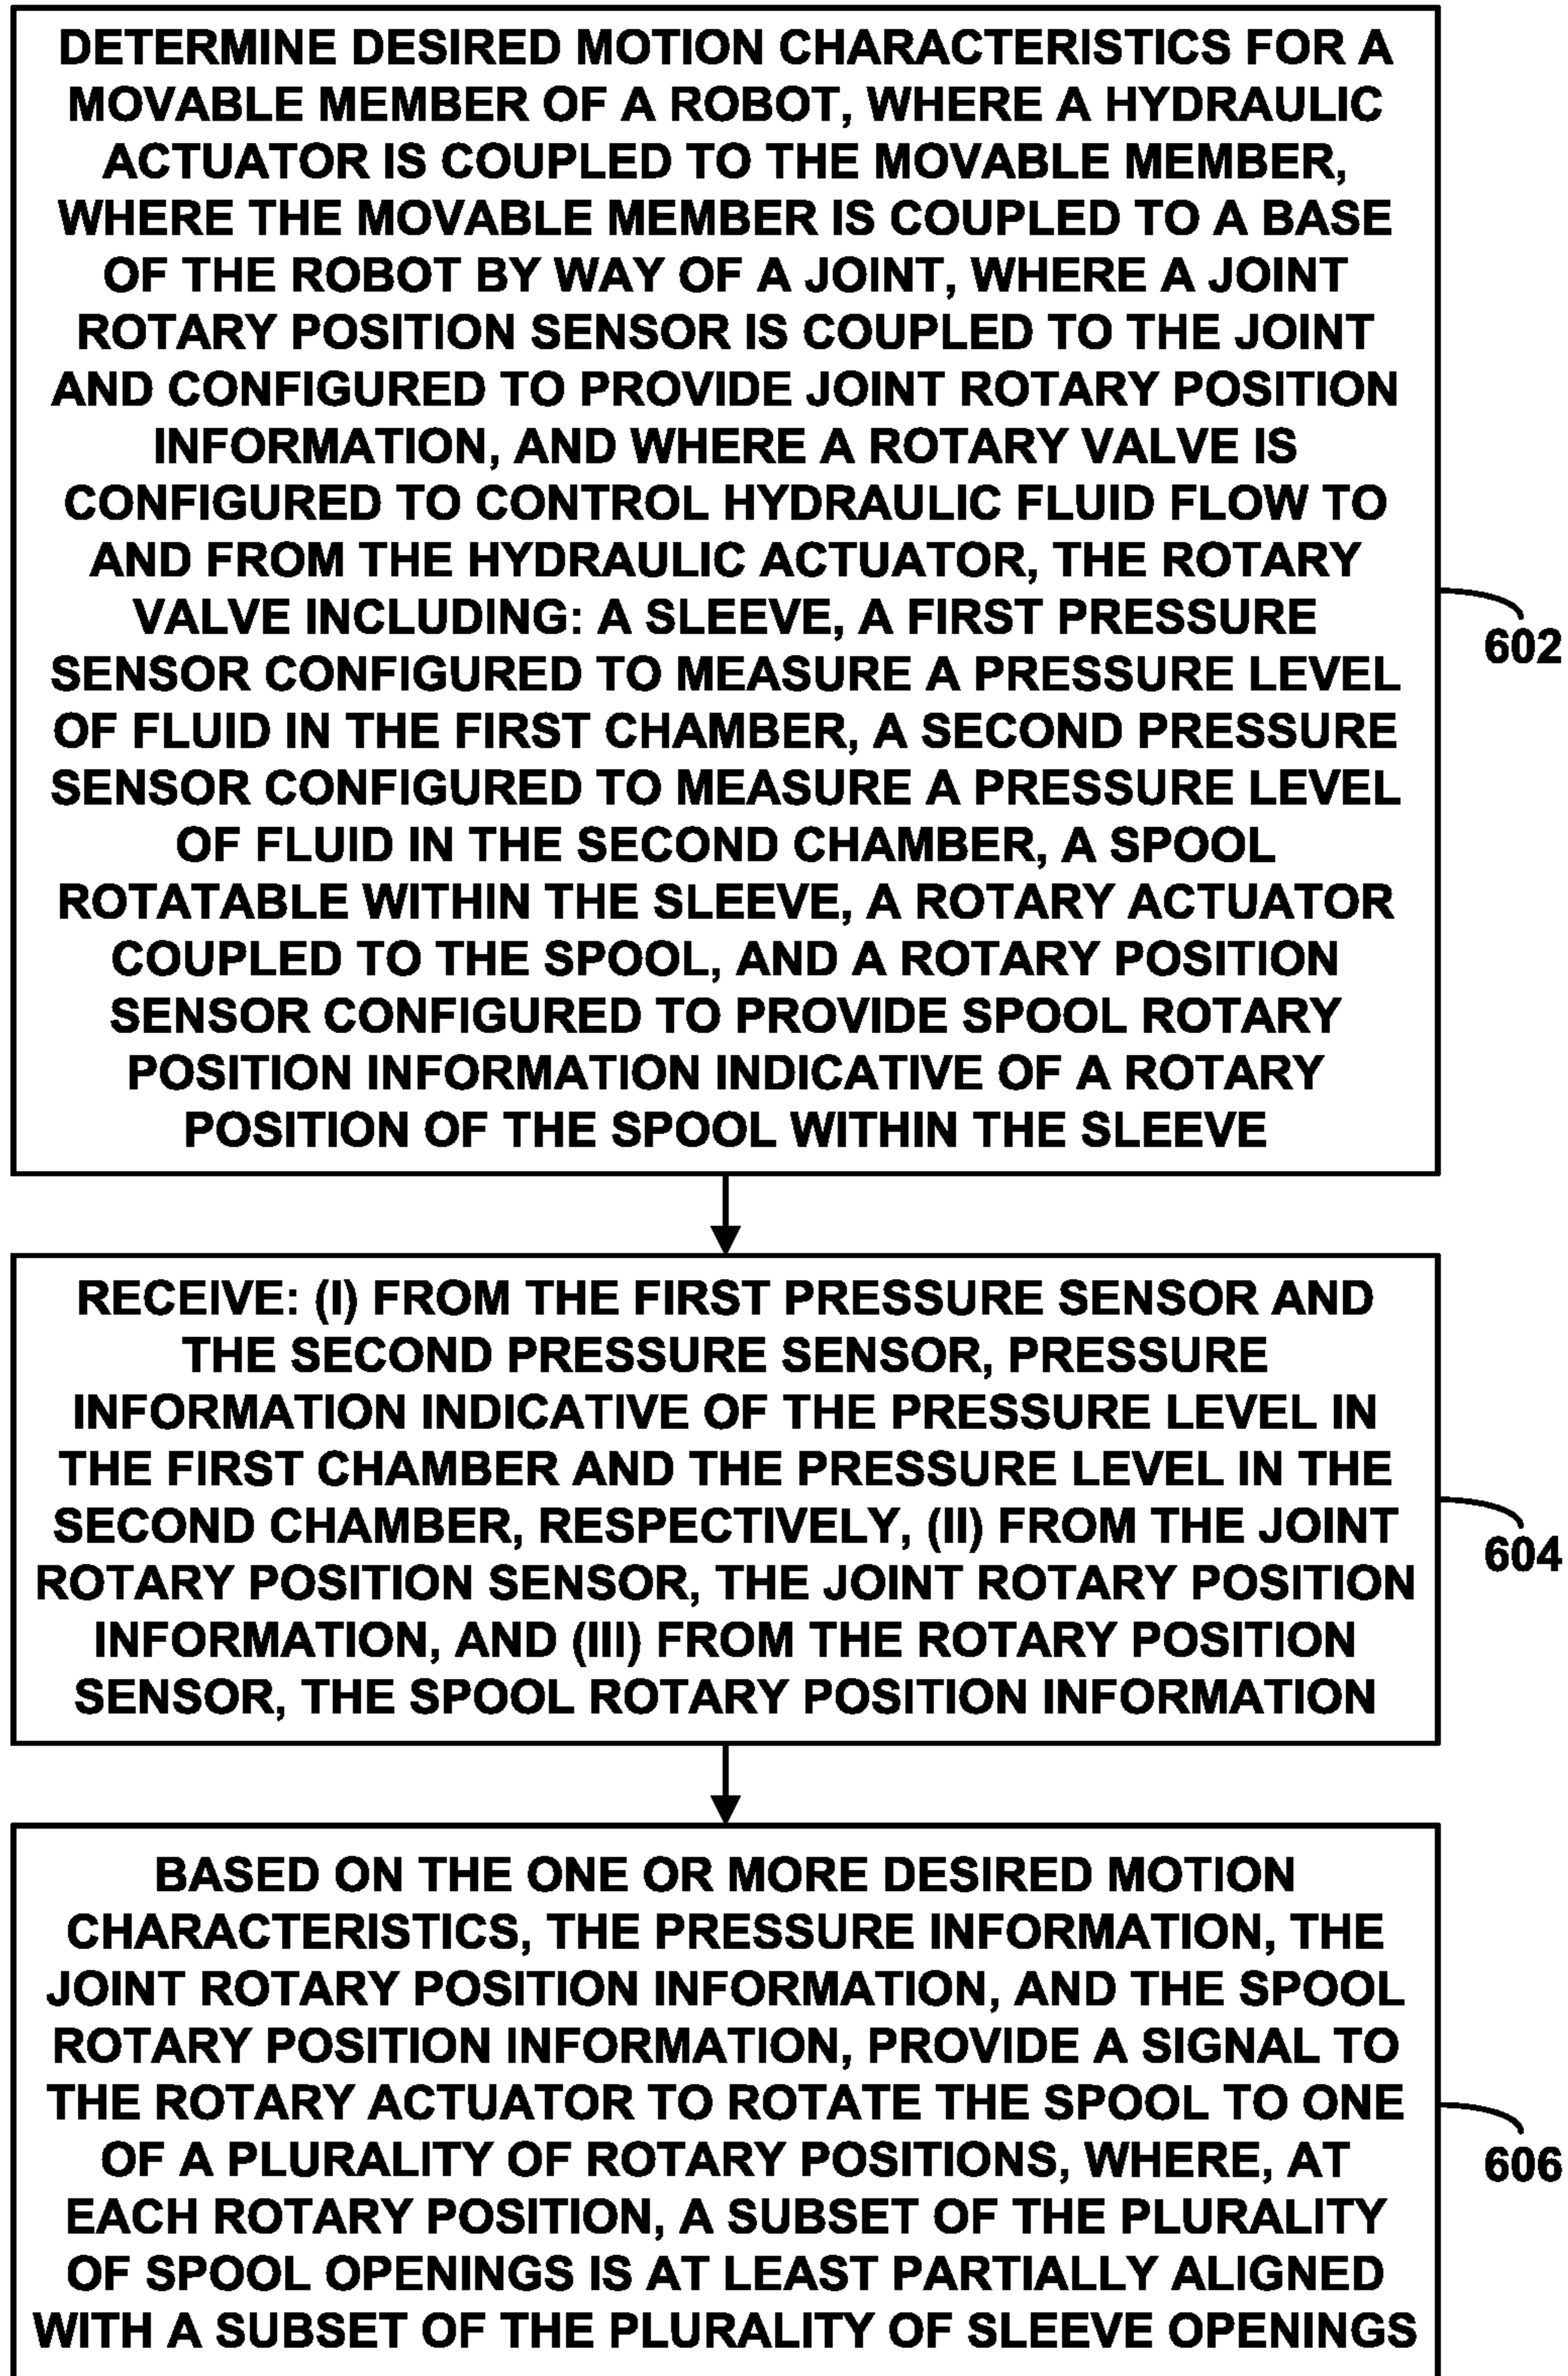 DETERMINE DESIRED MOTION CHARACTERISTICS FOR A
MOVABLE MEMBER OF A ROBOT, WHERE A HYDRAULIC
ACTUATOR IS COUPLED TO THE MOVABLE MEMBER,
WHERE THE MOVABLE MEMBER IS COUPLED TO A BASE
OF THE ROBOT BY WAY OF A JOINT, WHERE A JOINT
ROTARY POSITION SENSOR IS COUPLED TO THE JOINT
AND CONFIGURED TO PROVIDE JOINT ROTARY POSITION
INFORMATION, AND WHERE A ROTARY VALVE IS
CONFIGURED TO CONTROL HYDRAULIC FLUID FLOW TO
AND FROM THE HYDRAULIC ACTUATOR, THE ROTARY
VALVE INCLUDING: A SLEEVE, A FIRST PRESSURE
SENSOR CONFIGURED TO MEASURE A PRESSURE LEVEL
OF FLUID IN THE FIRST CHAMBER, A SECOND PRESSURE
SENSOR CONFIGURED TO MEASURE A PRESSURE LEVEL
OF FLUID IN THE SECOND CHAMBER, A SPOOL
ROTATABLE WITHIN THE SLEEVE, A ROTARY ACTUATOR
COUPLED TO THE SPOOL, AND A ROTARY POSITION
SENSOR CONFIGURED TO PROVIDE SPOOL ROTARY
POSITION INFORMATION INDICATIVE OF A ROTARY
POSITION OF THE SPOOL WITHIN THE SLEEVE
602
RECEIVE: (I) FROM THE FIRST PRESSURE SENSOR AND
THE SECOND PRESSURE SENSOR, PRESSURE
INFORMATION INDICATIVE OF THE PRESSURE LEVEL IN
THE FIRST CHAMBER AND THE PRESSURE LEVEL IN THE
SECOND CHAMBER, RESPECTIVELY, (II) FROM THE JOINT
ROTARY POSITION SENSOR, THE JOINT ROTARY POSITION
INFORMATION, AND (III) FROM THE ROTARY POSITION
SENSOR, THE SPOOL ROTARY POSITION INFORMATION
604
BASED ON THE ONE OR MORE DESIRED MOTION
CHARACTERISTICS, THE PRESSURE INFORMATION, THE
JOINT ROTARY POSITION INFORMATION, AND THE SPOOL
ROTARY POSITION INFORMATION, PROVIDE A SIGNAL TO
THE ROTARY ACTUATOR TO ROTATE THE SPOOL TO ONE
OF A PLURALITY OF ROTARY POSITIONS, WHERE, AT
EACH ROTARY POSITION, A SUBSET OF THE PLURALITY
OF SPOOL OPENINGS IS AT LEAST PARTIALLY ALIGNED
WITH A SUBSET OF THE PLURALITY OF SLEEVE OPENINGS
606